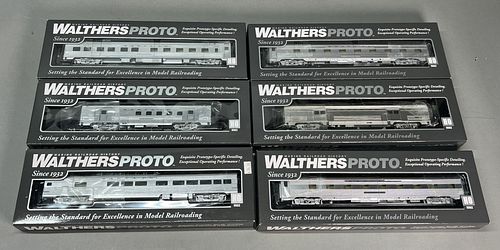 WALTHERSPROTO
Exquisite Prototype-Specific Detailing
Exceptional Operating Performance!
Since 1932
Setting the Standard for Excellence in Model Railroading
WALTHERSPROTO
Exquisite Prototype-Specific Detailing
Exceptional Operating Performance!
Since 1932
Setting the Standard for Excellence in Model Railroading
WALTHERSPROTO
Exquisite Prototype-Specific Detailing
Exceptional Operating Performance!
Since 1932
Setting the Standard for Excellence in Model Railroading
WALTHERSPROTO
Exquisite Prototype-Specific Detailing
Exceptional Operating Performance!
Since 1932
Setting the Standard for Excellence in Model Railroading
WALTHERSPROTO
Exquisite Prototype-Specific Detailing
Exceptional Operating Performance!
Since 1932
Setting the Standard for Excellence in Model Railroading
WALTHERSPROTO
Exquisite Prototype-Specific Detailing
Exceptional Operating Performance!
Since 1932
Setting the Standard for Excellence in Model Railroading